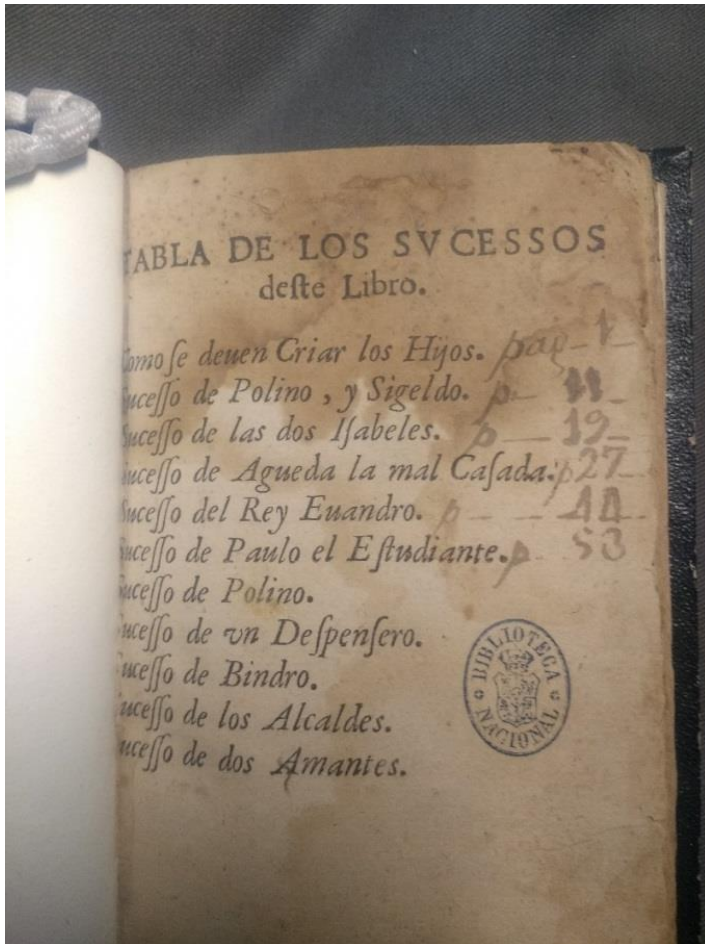 TABLA DE LOS SVCESSOS
deſte Libro.
Como ſe deuen Criar los Hijos. pag - 1 -
Suceſſo de Polino, y Sigeldo. p - 11 -
Suceſſo de las dos Iſabeles. p - 19 -
Suceſſo de Agueda la mal Caſada. p 27 -
Suceſſo del Rey Euandro. p - - 44 -
Suceſſo de Paulo el Eſtudiante. p - 53
Suceſſo de Polino.
Suceſſo de vn Deſpenſero.
Suceſſo de Bindro.
Suceſſo de los Alcaldes.
Suceſſo de dos Amantes.
BIBLIOTECA
NACIONAL